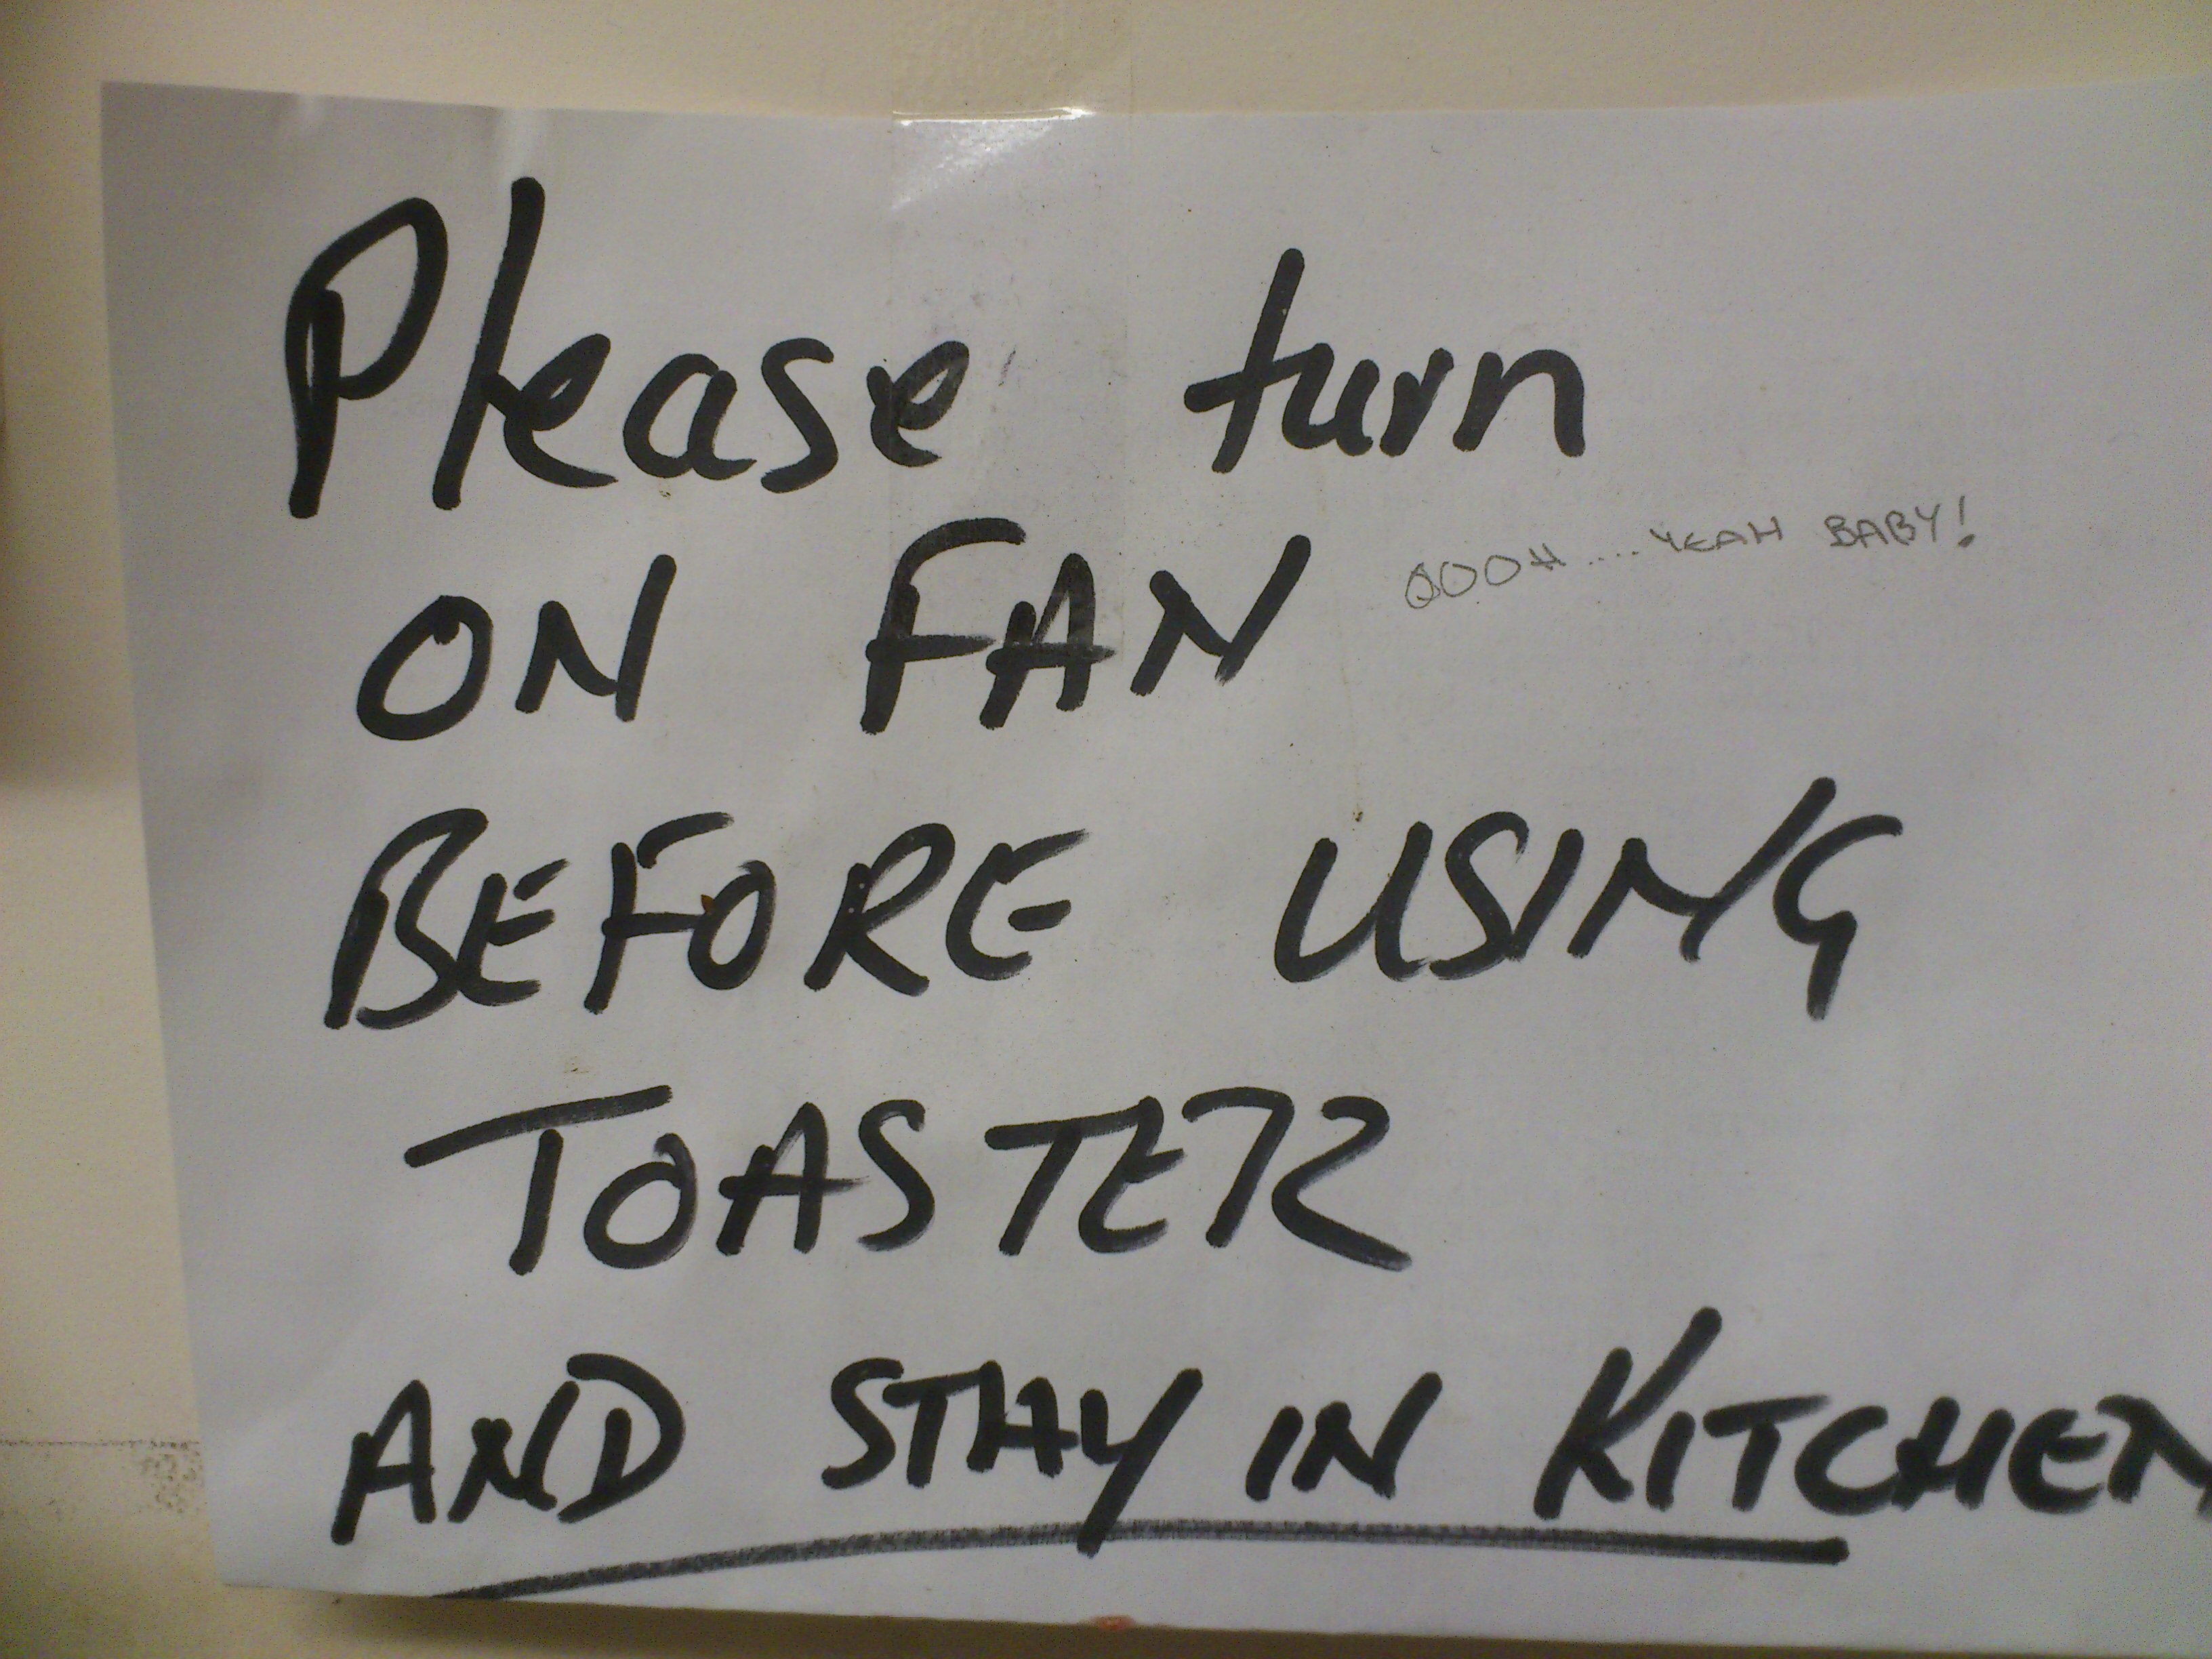 Please turn
ON FAN
OOOH .... YEAH BABY!
BEFORE USING
TOASTER
AND STAY IN KITCHEN